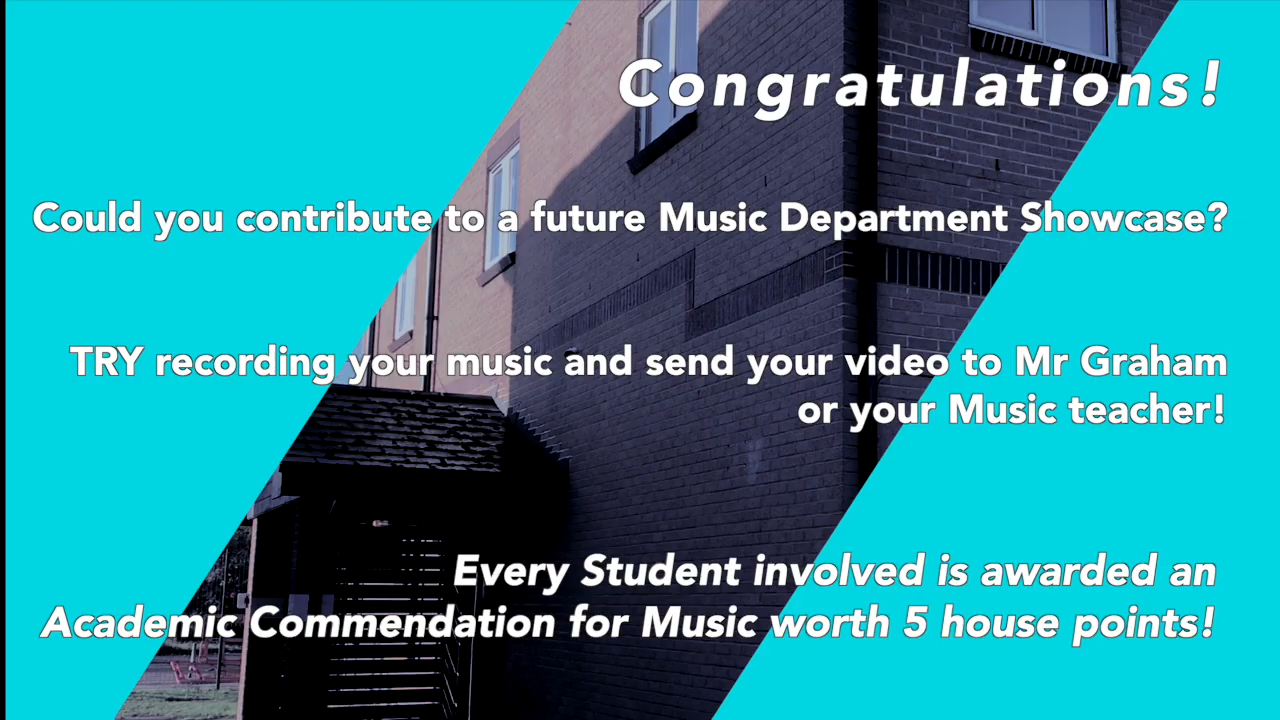 Congratulations!
Could you contribute to a future Music Department Showcase?
TRY recording your music and send your video to Mr Graham
or your Music teacher!
Every Student involved is awarded an
Academic Commendation for Music worth 5 house points!